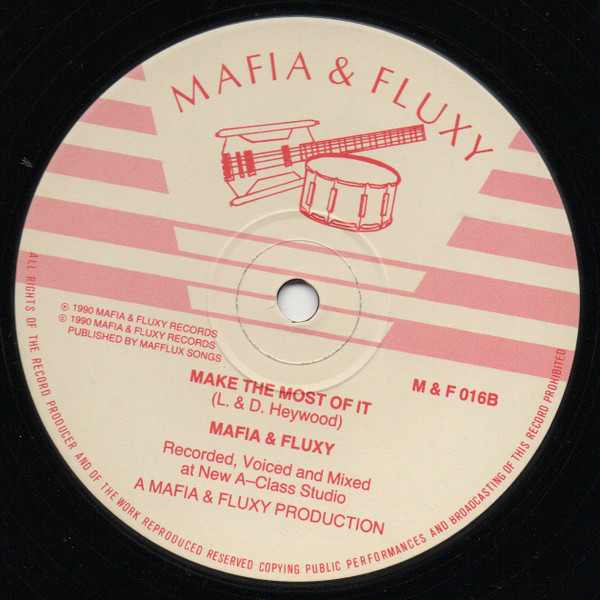 MAFIA & FLUXY
℗ 1990 MAFIA & FLUXY RECORDS
© 1990 MAFIA & FLUXY RECORDS
PUBLISHED BY MAFFLUX SONGS
MAKE THE MOST OF IT
(L. & D. Heywood)
M & F 016B
MAFIA & FLUXY
Recorded, Voiced and Mixed
at New A–Class Studio
A MAFIA & FLUXY PRODUCTION
ALL RIGHTS OF THE RECORD PRODUCER AND OF THE WORK REPRODUCED RESERVED COPYING PUBLIC PERFORMANCES AND BROADCASTING OF THIS RECORD PROHIBITED